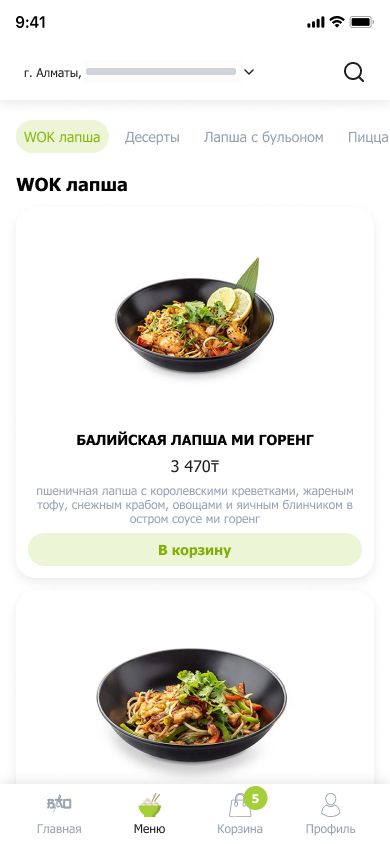 9:41
г. Алматы,
WOK лапша
Десерты
Лапша с бульоном
Пицца
WOK лапша
БАЛИЙСКАЯ ЛАПША МИ ГОРЕНГ
3 470₸
пшеничная лапша с королевскими креветками, жареным
тофу, снежным крабом, овощами и яичным блинчиком в
остром соусе ми горенг
В корзину
5
Главная
Меню
Корзина
Профиль